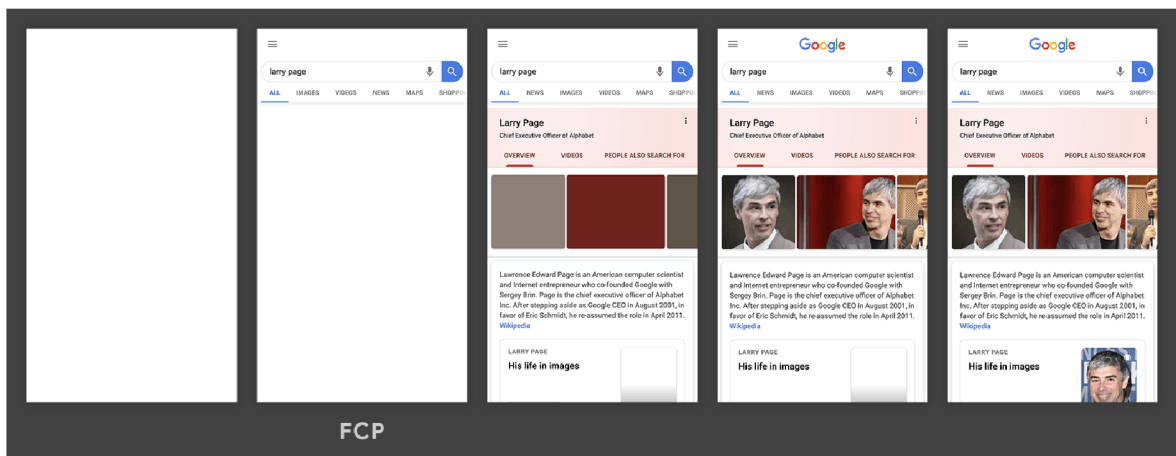 larry page
ALL IMAGES VIDEOS NEWS MAPS SHOPPIN
larry page
ALL NEWS IMAGES VIDEOS MAPS SHOPPIN
Larry Page
Chief Executive Officer of Alphabet
OVERVIEW VIDEOS PEOPLE ALSO SEARCH FOR
Lawrence Edward Page is an American computer scientist
and Internet entrepreneur who co-founded Google with
Sergey Brin. Page is the chief executive officer of Alphabet
Inc. After stepping aside as Google CEO in August 2001, in
favor of Eric Schmidt, he re-assumed the role in April 2011.
Wikipedia
LARRY PAGE
His life in images
Google
larry page
ALL NEWS IMAGES VIDEOS MAPS SHOPPIN
Larry Page
Chief Executive Officer of Alphabet
OVERVIEW VIDEOS PEOPLE ALSO SEARCH FOR
Lawrence Edward Page is an American computer scientist
and Internet entrepreneur who co-founded Google with
Sergey Brin. Page is the chief executive officer of Alphabet
Inc. After stepping aside as Google CEO in August 2001, in
favor of Eric Schmidt, he re-assumed the role in April 2011.
Wikipedia
LARRY PAGE
His life in images
Google
larry page
ALL NEWS IMAGES VIDEOS MAPS SHOPPIN
Larry Page
Chief Executive Officer of Alphabet
OVERVIEW VIDEOS PEOPLE ALSO SEARCH FOR
Lawrence Edward Page is an American computer scientist
and Internet entrepreneur who co-founded Google with
Sergey Brin. Page is the chief executive officer of Alphabet
Inc. After stepping aside as Google CEO in August 2001, in
favor of Eric Schmidt, he re-assumed the role in April 2011.
Wikipedia
LARRY PAGE
His life in images
FCP